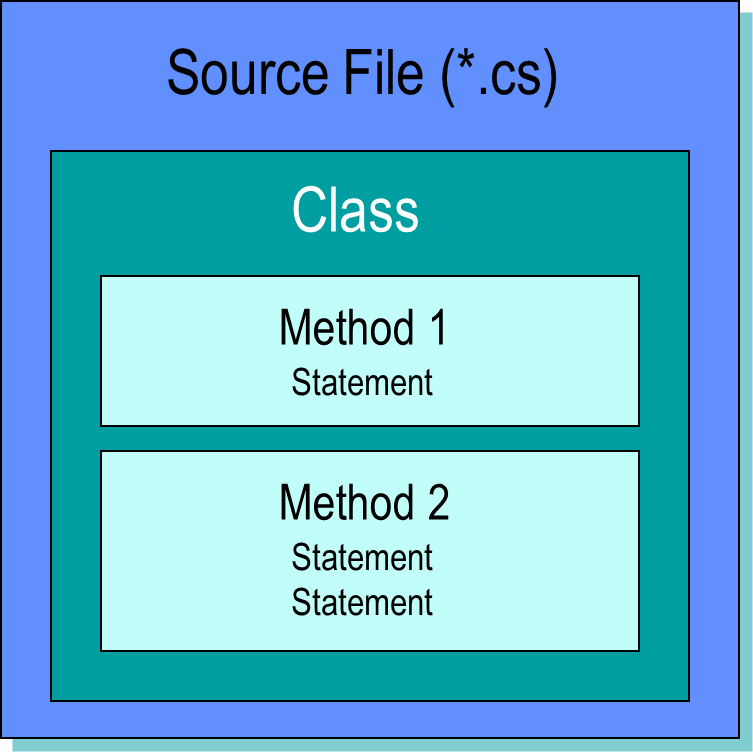 Source File (*.cs)
Class
Method 1
Statement
Method 2
Statement
Statement